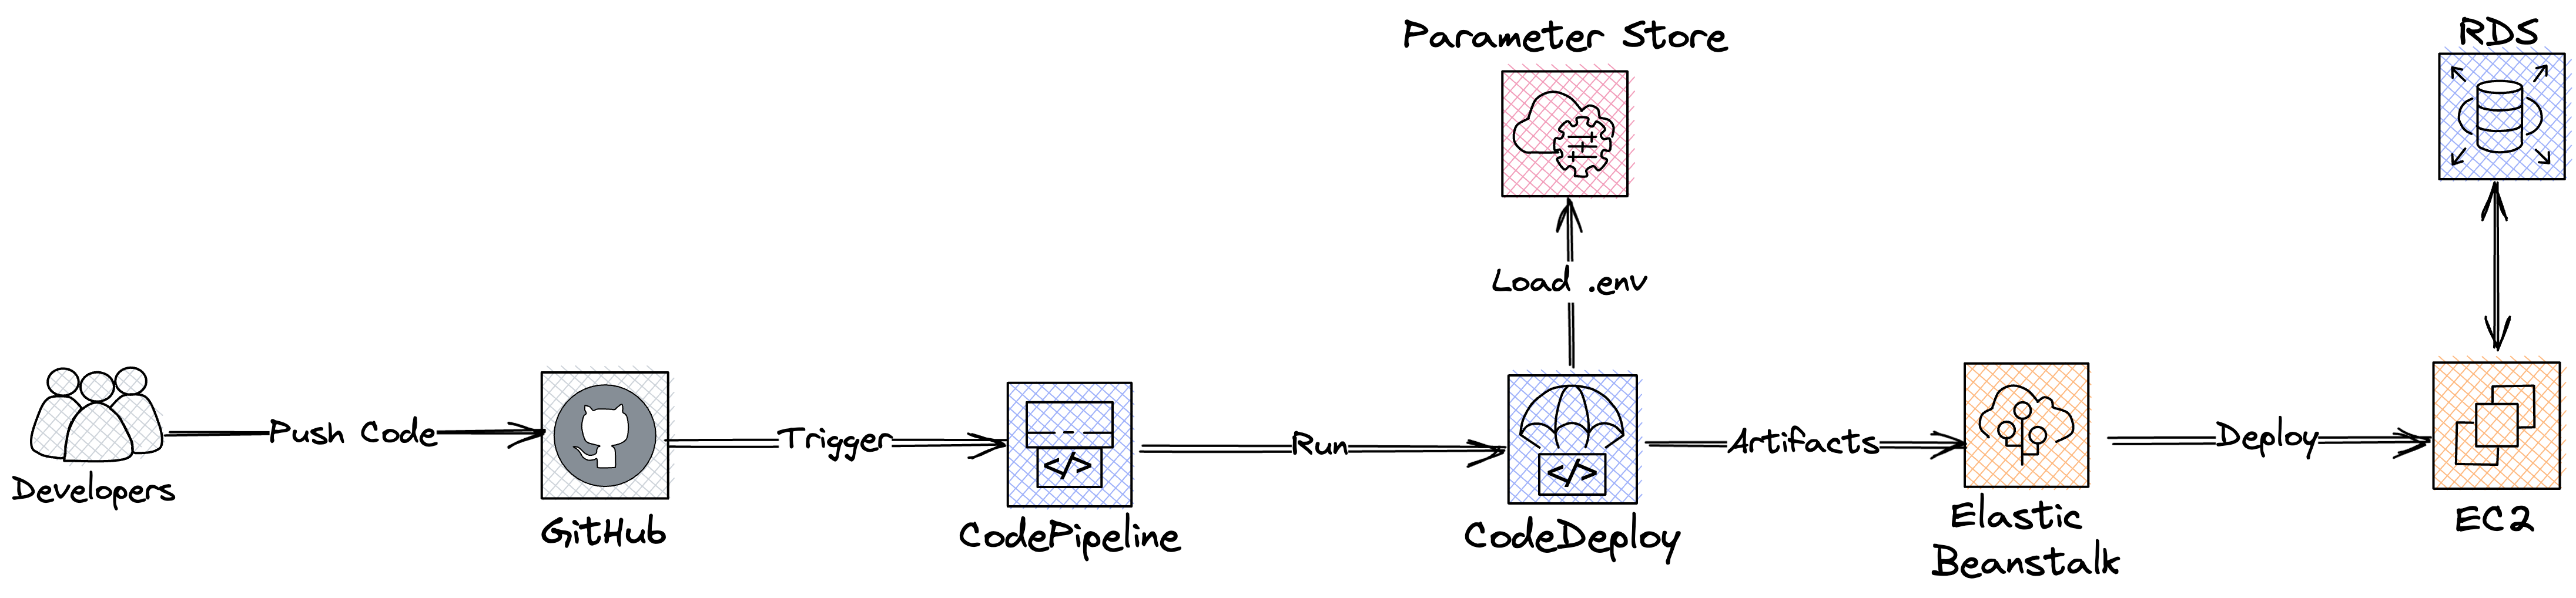 Parameter Store
RDS
Load .env
Push Code
Trigger
Run
Artifacts
Deploy
</>
</>
Developers
GitHub
CodePipeline
CodeDeploy
Elastic
Beanstalk
EC2